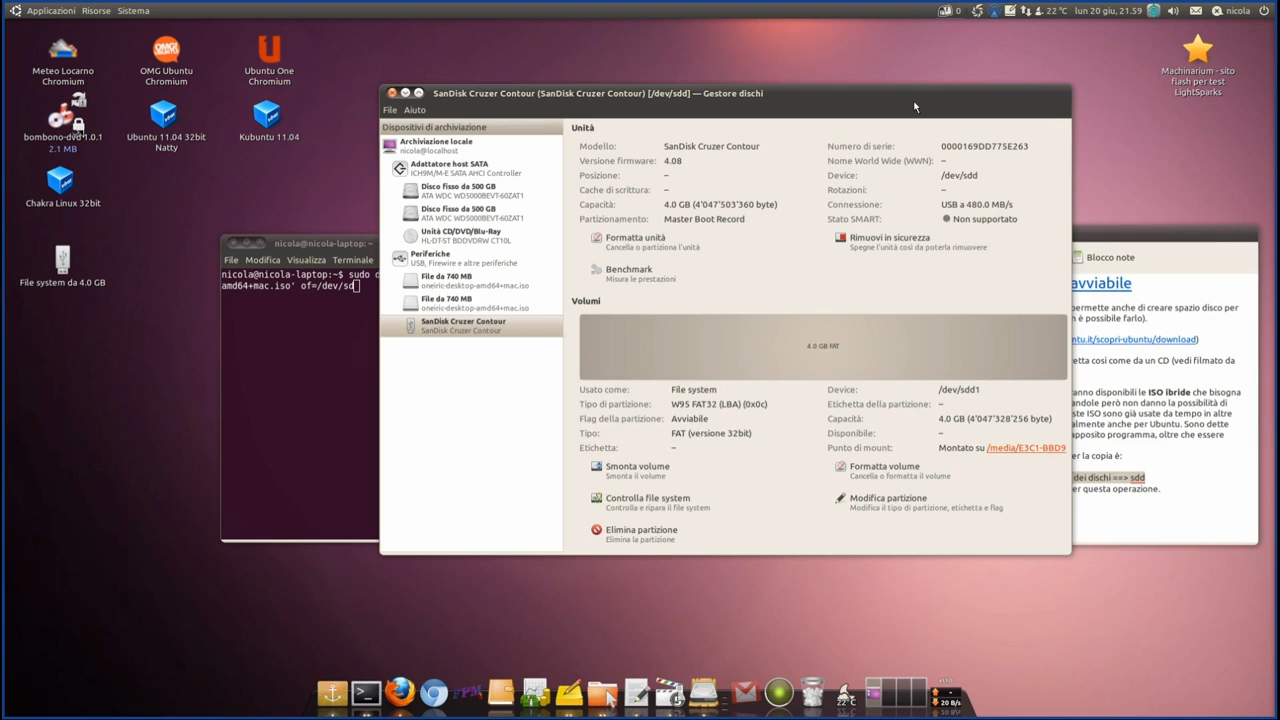 Applicazioni Risorse Sistema
0
22 °C
lun 20 giu, 21.59
nicola
Meteo Locarno
Chromium
OMG Ubuntu
Chromium
Ubuntu One
Chromium
bombono-dvd-1.0.1
2.1 MB
Ubuntu 11.04 32bit
Natty
Kubuntu 11.04
Chakra Linux 32bit
File system da 4.0 GB
Machinarium - sito
flash per test
LightSparks
nicola@nicola-laptop: ~
File Modifica Visualizza Terminale
nicola@nicola-laptop:~$ sudo d
amd64+mac.iso' of=/dev/sd
SanDisk Cruzer Contour (SanDisk Cruzer Contour) [/dev/sdd] — Gestore dischi
File Aiuto
Dispositivi di archiviazione
Archiviazione locale
nicola@localhost
Adattatore host SATA
ICH9M/M-E SATA AHCI Controller
Disco fisso da 500 GB
ATA WDC WD5000BEVT-60ZAT1
Disco fisso da 500 GB
ATA WDC WD5000BEVT-60ZAT1
Unità CD/DVD/Blu-Ray
HL-DT-ST BDDVDRW CT10L
Periferiche
USB, Firewire e altre periferiche
File da 740 MB
oneiric-desktop-amd64+mac.iso
File da 740 MB
oneiric-desktop-amd64+mac.iso
SanDisk Cruzer Contour
SanDisk Cruzer Contour
Unità
Modello: SanDisk Cruzer Contour
Numero di serie: 0000169DD775E263
Versione firmware: 4.08
Nome World Wide (WWN): –
Posizione: –
Device: /dev/sdd
Cache di scrittura: –
Rotazioni: –
Capacità: 4.0 GB (4'047'503'360 byte)
Connessione: USB a 480.0 MB/s
Partizionamento: Master Boot Record
Stato SMART: Non supportato
Formatta unità
Cancella o partiziona l'unità
Rimuovi in sicurezza
Spegne l'unità così da poterla rimuovere
Benchmark
Misura le prestazioni
Volumi
4.0 GB FAT
Usato come: File system
Device: /dev/sdd1
Tipo di partizione: W95 FAT32 (LBA) (0x0c)
Etichetta della partizione: –
Flag della partizione: Avviabile
Capacità: 4.0 GB (4'047'328'256 byte)
Tipo: FAT (versione 32bit)
Disponibile: –
Etichetta: –
Punto di mount: Montato su /media/E3C1-BBD9
Smonta volume
Smonta il volume
Formatta volume
Cancella o formatta il volume
Controlla file system
Controlla e ripara il file system
Modifica partizione
Modifica il tipo di partizione, etichetta e flag
Elimina partizione
Elimina la partizione
Blocco note
avviabile
permette anche di creare spazio disco per
n è possibile farlo).
ntu.it/scopri-ubuntu/download)
etta così come da un CD (vedi filmato da
anno disponibili le ISO ibride che bisogna
andole però non danno la possibilità di
ste ISO sono già usate da tempo in altre
almente anche per Ubuntu. Sono dette
apposito programma, oltre che essere
er la copia è:
dei dischi ==> sdd
er questa operazione.
22°C
20 B/s